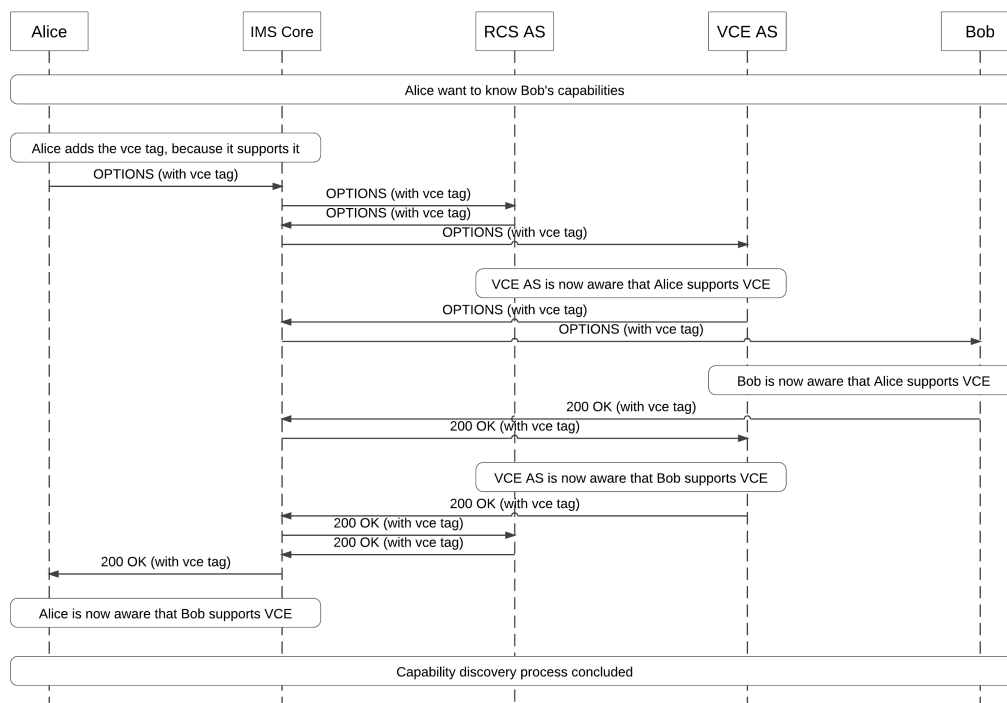 Alice
IMS Core
RCS AS
VCE AS
Bob
Alice want to know Bob's capabilities
Alice adds the vce tag, because it supports it
OPTIONS (with vce tag)
OPTIONS (with vce tag)
OPTIONS (with vce tag)
OPTIONS (with vce tag)
VCE AS is now aware that Alice supports VCE
OPTIONS (with vce tag)
OPTIONS (with vce tag)
Bob is now aware that Alice supports VCE
200 OK (with vce tag)
200 OK (with vce tag)
VCE AS is now aware that Bob supports VCE
200 OK (with vce tag)
200 OK (with vce tag)
200 OK (with vce tag)
200 OK (with vce tag)
Alice is now aware that Bob supports VCE
Capability discovery process concluded